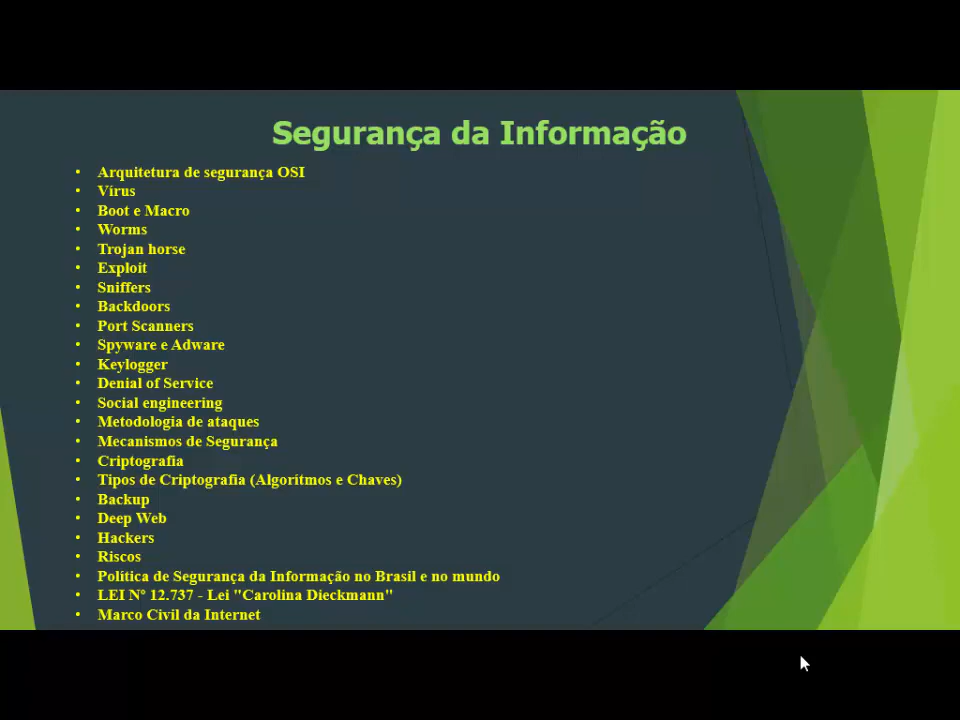 Segurança da Informação
• Arquitetura de segurança OSI
• Vírus
• Boot e Macro
• Worms
• Trojan horse
• Exploit
• Sniffers
• Backdoors
• Port Scanners
• Spyware e Adware
• Keylogger
• Denial of Service
• Social engineering
• Metodologia de ataques
• Mecanismos de Segurança
• Criptografia
• Tipos de Criptografia (Algorítmos e Chaves)
• Backup
• Deep Web
• Hackers
• Riscos
• Política de Segurança da Informação no Brasil e no mundo
• LEI Nº 12.737 - Lei "Carolina Dieckmann"
• Marco Civil da Internet